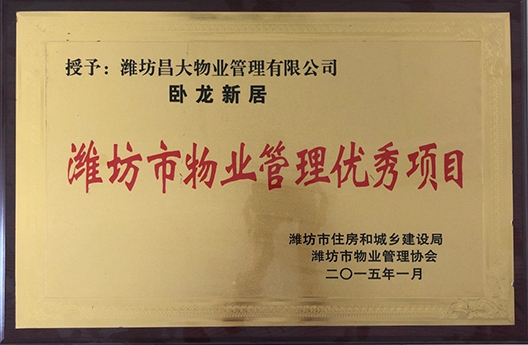 授予：潍坊昌大物业管理有限公司
卧龙新居
潍坊市物业管理优秀项目
潍坊市住房和城乡建设局
潍坊市物业管理协会
二〇一五年一月